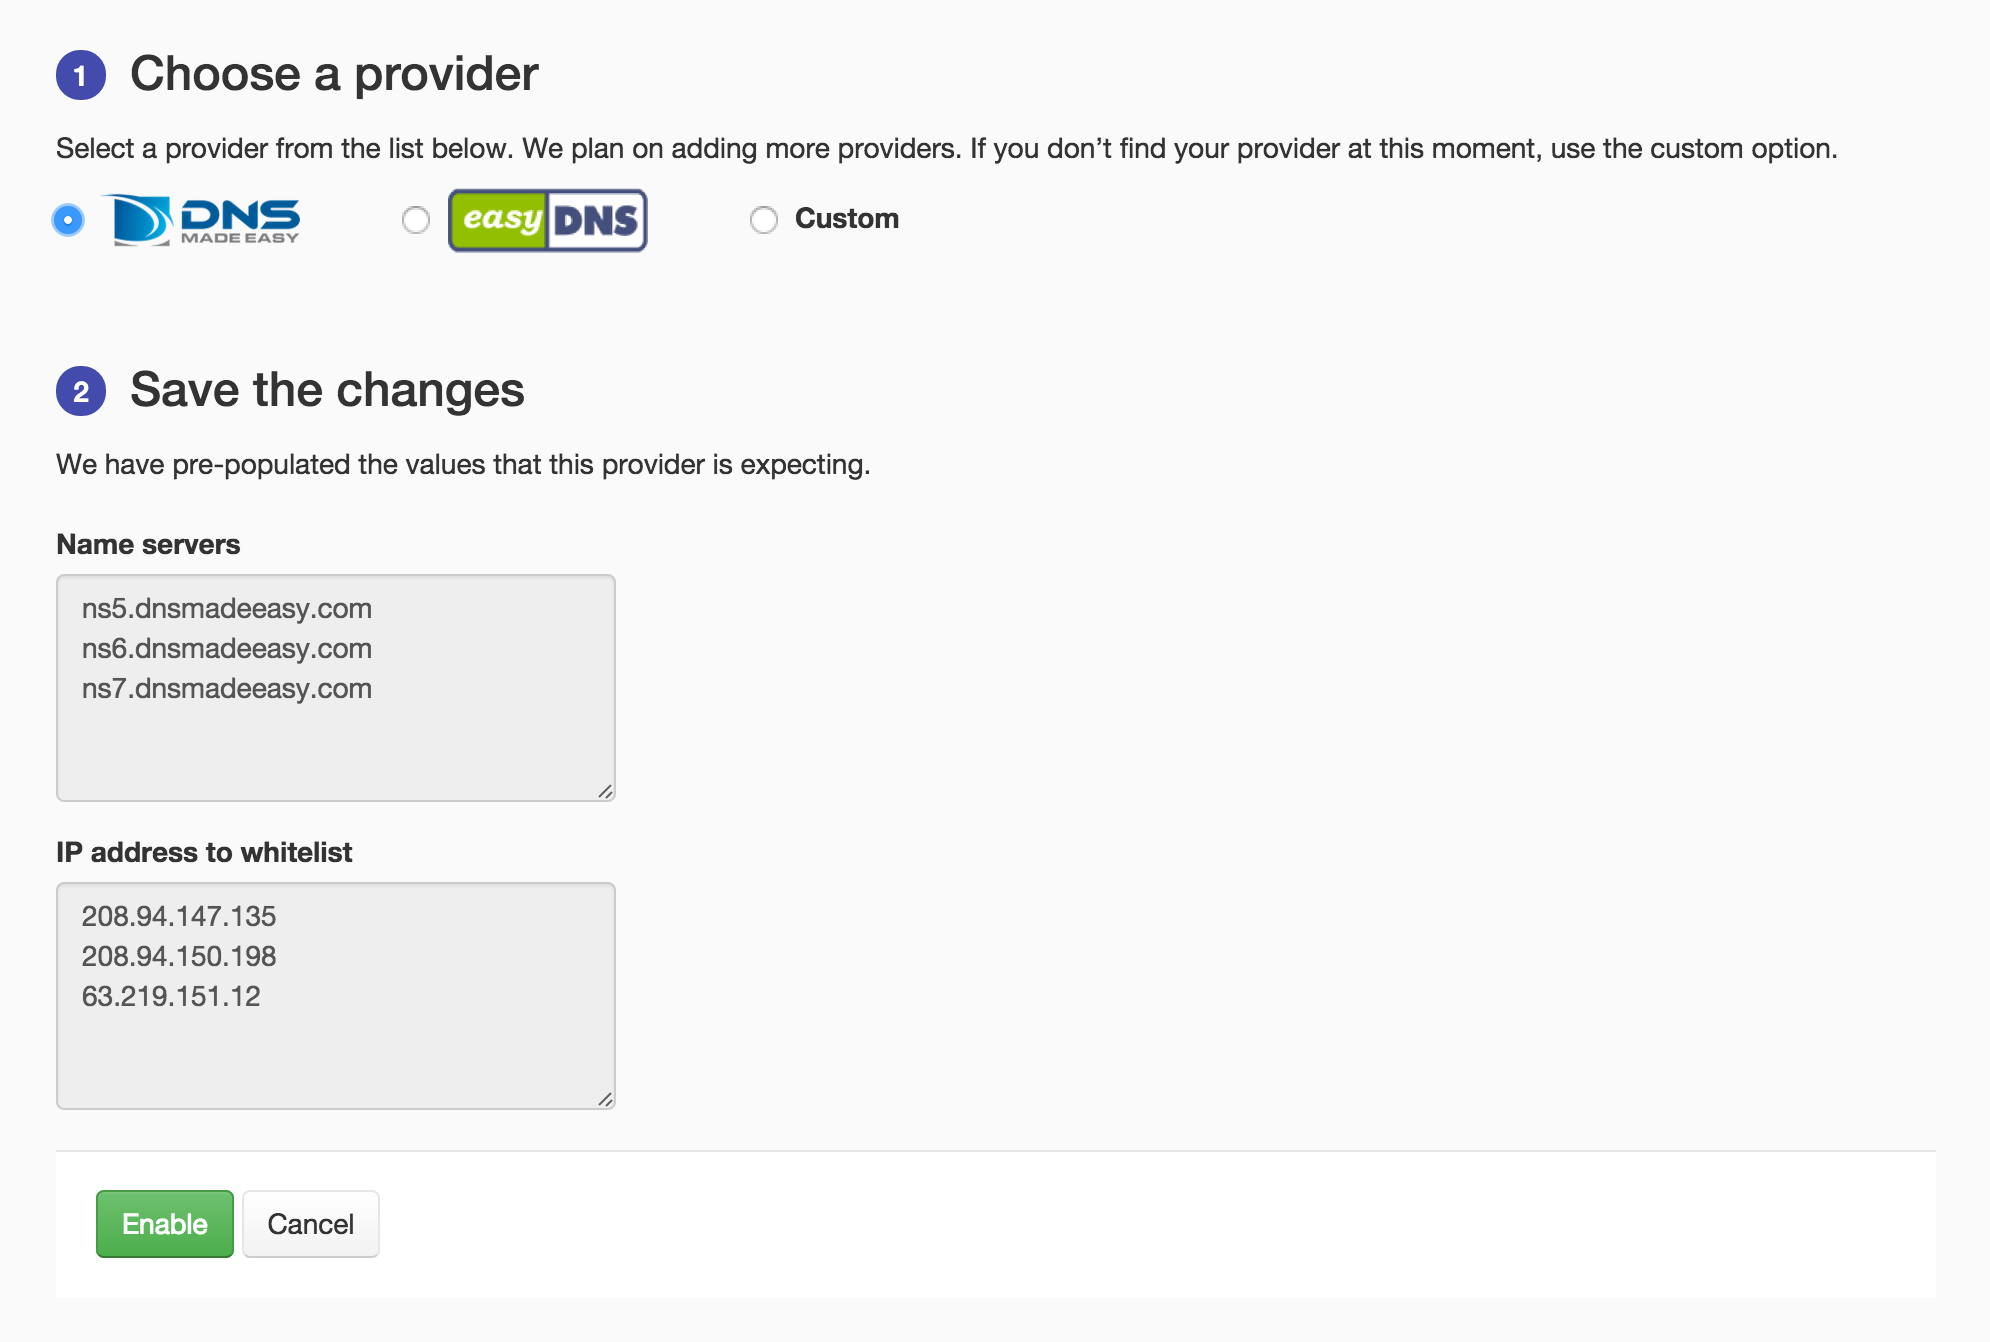 1 Choose a provider
Select a provider from the list below. We plan on adding more providers. If you don’t find your provider at this moment, use the custom option.
DNS MADE EASY
easyDNS
Custom
2 Save the changes
We have pre-populated the values that this provider is expecting.
Name servers
ns5.dnsmadeeasy.com
ns6.dnsmadeeasy.com
ns7.dnsmadeeasy.com
IP address to whitelist
208.94.147.135
208.94.150.198
63.219.151.12
Enable Cancel